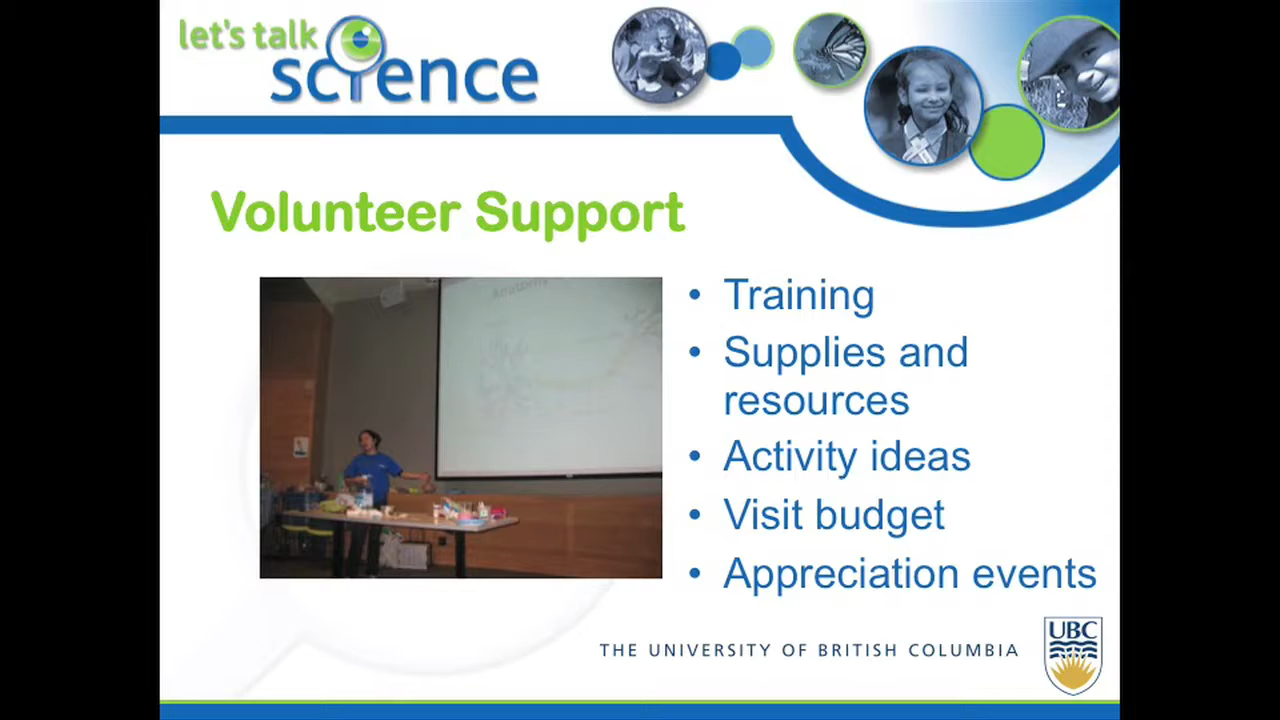 let's talk
science
Volunteer Support
Anatomy
• Training
• Supplies and
resources
• Activity ideas
• Visit budget
• Appreciation events
THE UNIVERSITY OF BRITISH COLUMBIA
UBC